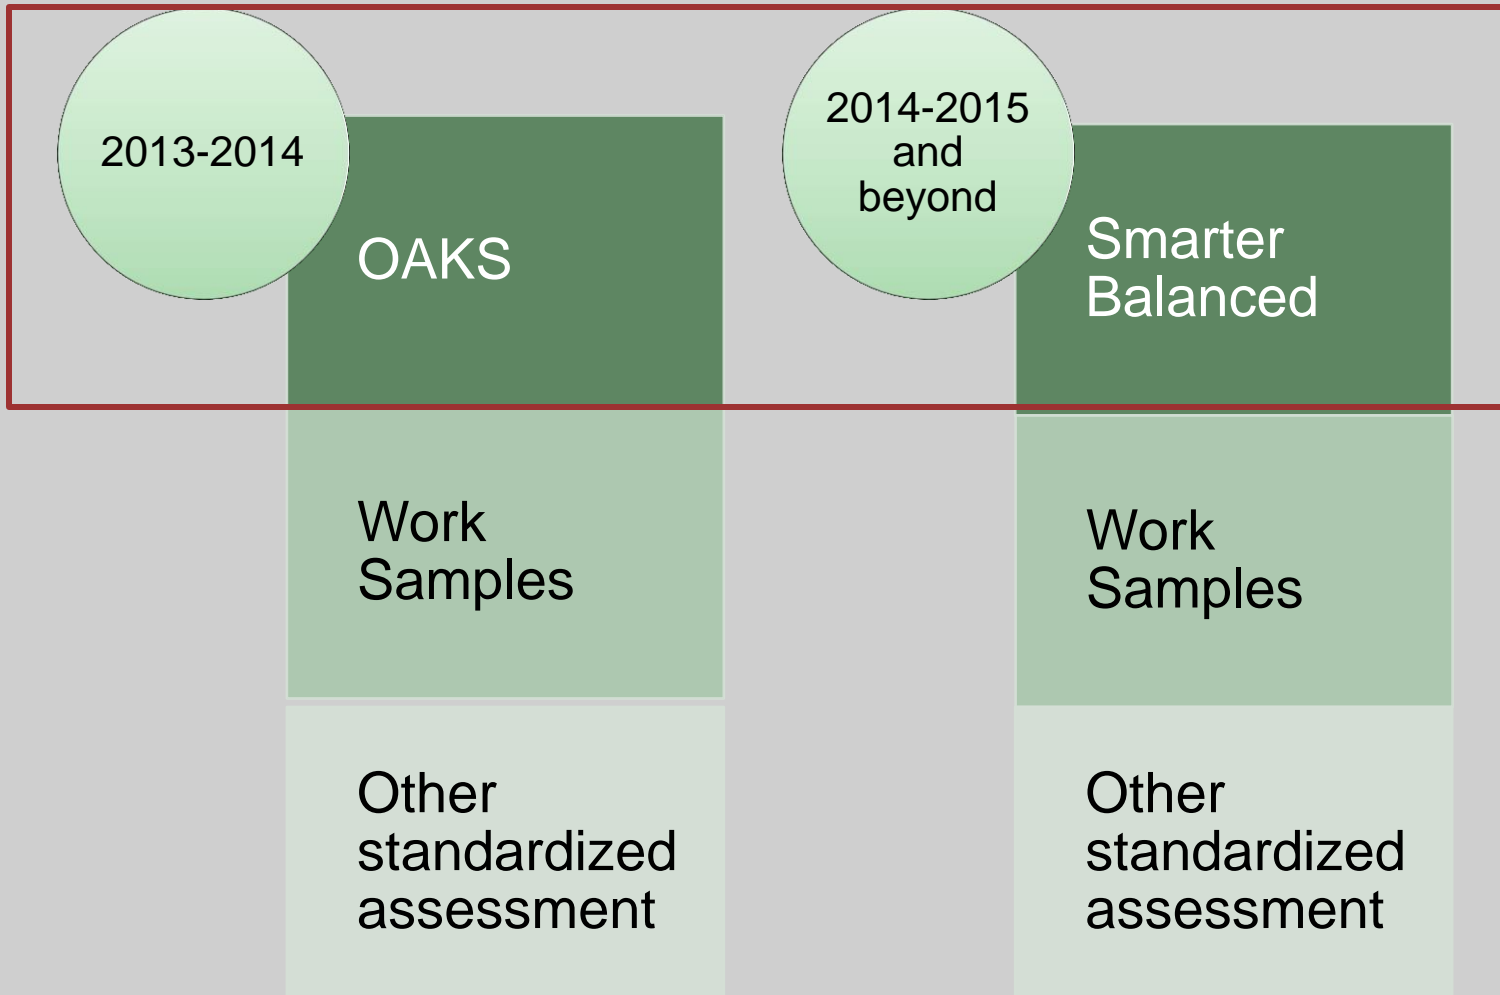 2013-2014
OAKS
Work
Samples
Other
standardized
assessment
2014-2015
and
beyond
Smarter
Balanced
Work
Samples
Other
standardized
assessment